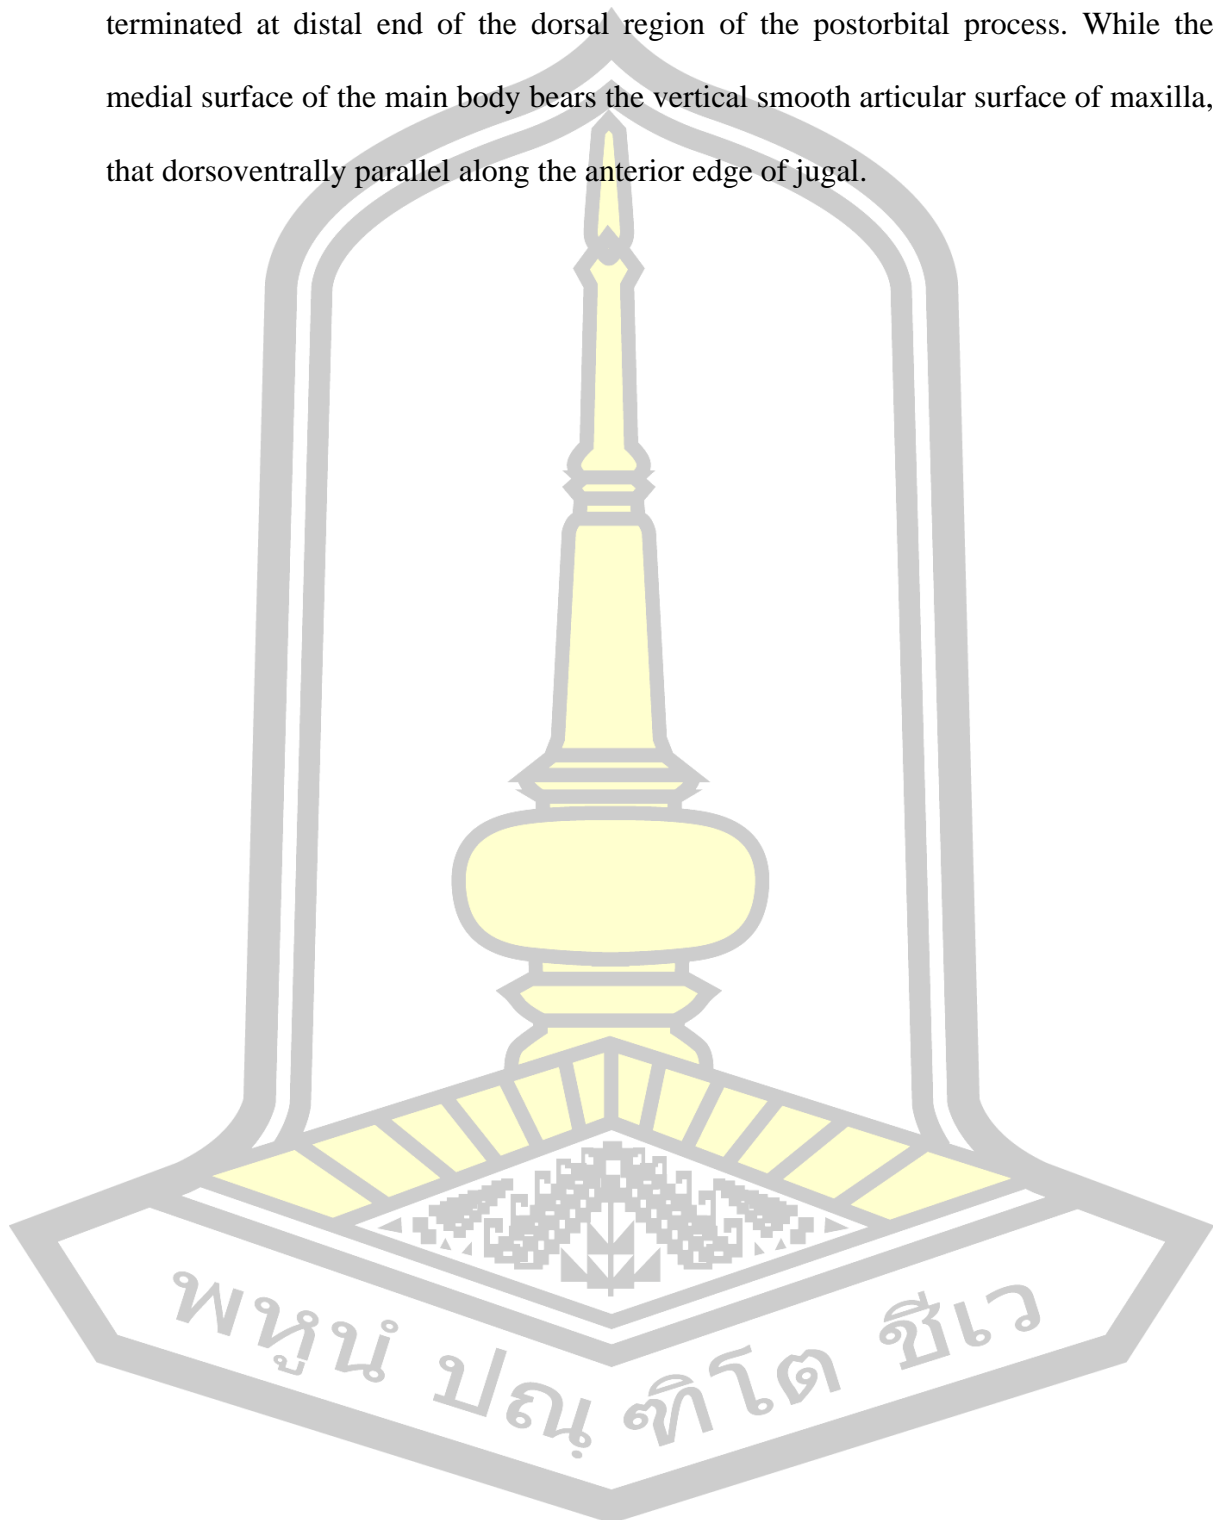 terminated at distal end of the dorsal region of the postorbital process. While the
medial surface of the main body bears the vertical smooth articular surface of maxilla,
that dorsoventrally parallel along the anterior edge of jugal.
พหูนํ ปณฺฑิโต ชีเว